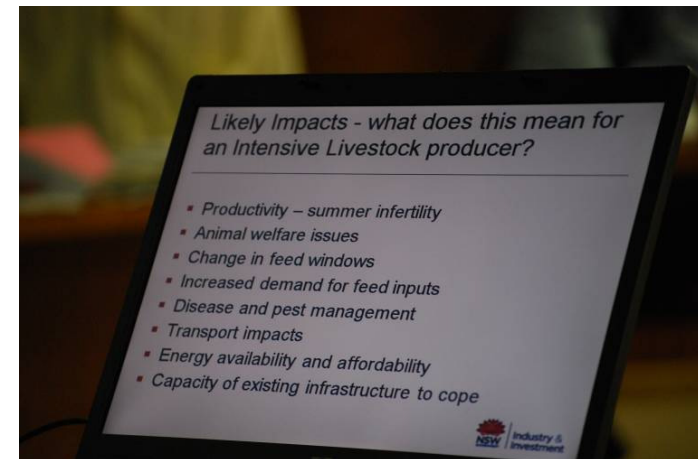 Likely Impacts - what does this mean for
an Intensive Livestock producer?
▪ Productivity – summer infertility
▪ Animal welfare issues
▪ Change in feed windows
▪ Increased demand for feed inputs
▪ Disease and pest management
▪ Transport impacts
▪ Energy availability and affordability
▪ Capacity of existing infrastructure to cope
NSW
Industry &
Investment